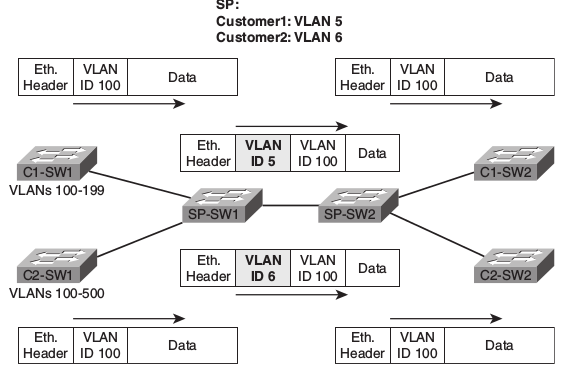 SP:
Customer1: VLAN 5
Customer2: VLAN 6
Eth. Header
VLAN ID 100
Data
Eth. Header
VLAN ID 100
Data
Eth. Header
VLAN ID 5
VLAN ID 100
Data
C1-SW1
VLANs 100-199
SP-SW1
SP-SW2
C1-SW2
C2-SW1
VLANs 100-500
Eth. Header
VLAN ID 6
VLAN ID 100
Data
C2-SW2
Eth. Header
VLAN ID 100
Data
Eth. Header
VLAN ID 100
Data